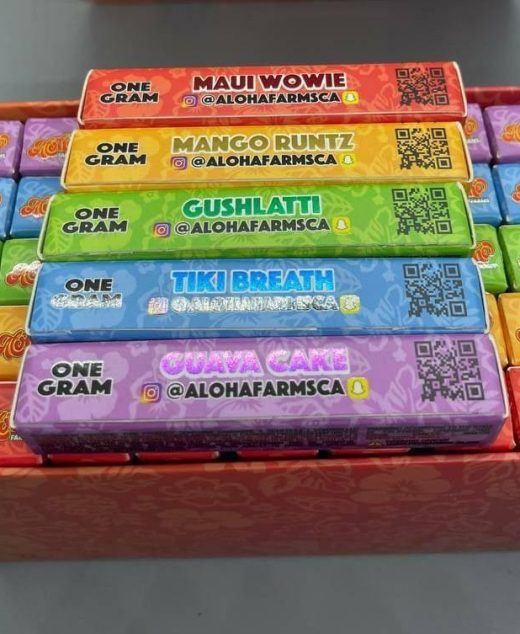 ONE GRAM
MAUI WOWIE
@ALOHAFARMSCA
ONE GRAM
MANGO RUNTZ
@ALOHAFARMSCA
ONE GRAM
GUSHLATTI
@ALOHAFARMSCA
ONE GRAM
TIKI BREATH
@ALOHAFARMSCA
ONE GRAM
GUAVA CAKE
@ALOHAFARMSCA